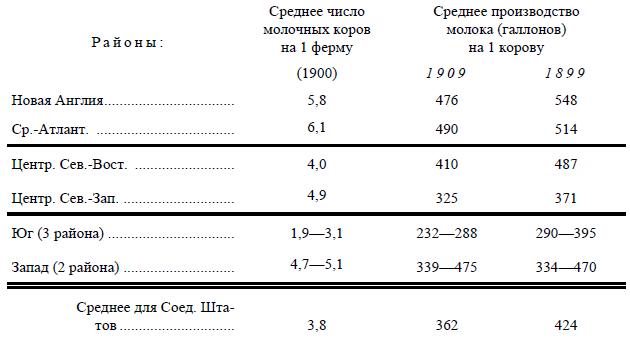 Районы:
Среднее число
молочных коров
на 1 ферму
Среднее производство
молока (галлонов)
на 1 корову
(1900) 1909 1899
Новая Англия................................. 5,8 476 548
Ср.-Атлант. ................................... 6,1 490 514
Центр. Сев.-Вост. ......................... 4,0 410 487
Центр. Сев.-Зап. ............................. 4,9 325 371
Юг (3 района) ................................ 1,9—3,1 232—288 290—395
Запад (2 района) ............................. 4,7—5,1 339—475 334—470
Среднее для Соед. Шта-
тов ............................. 3,8 362 424